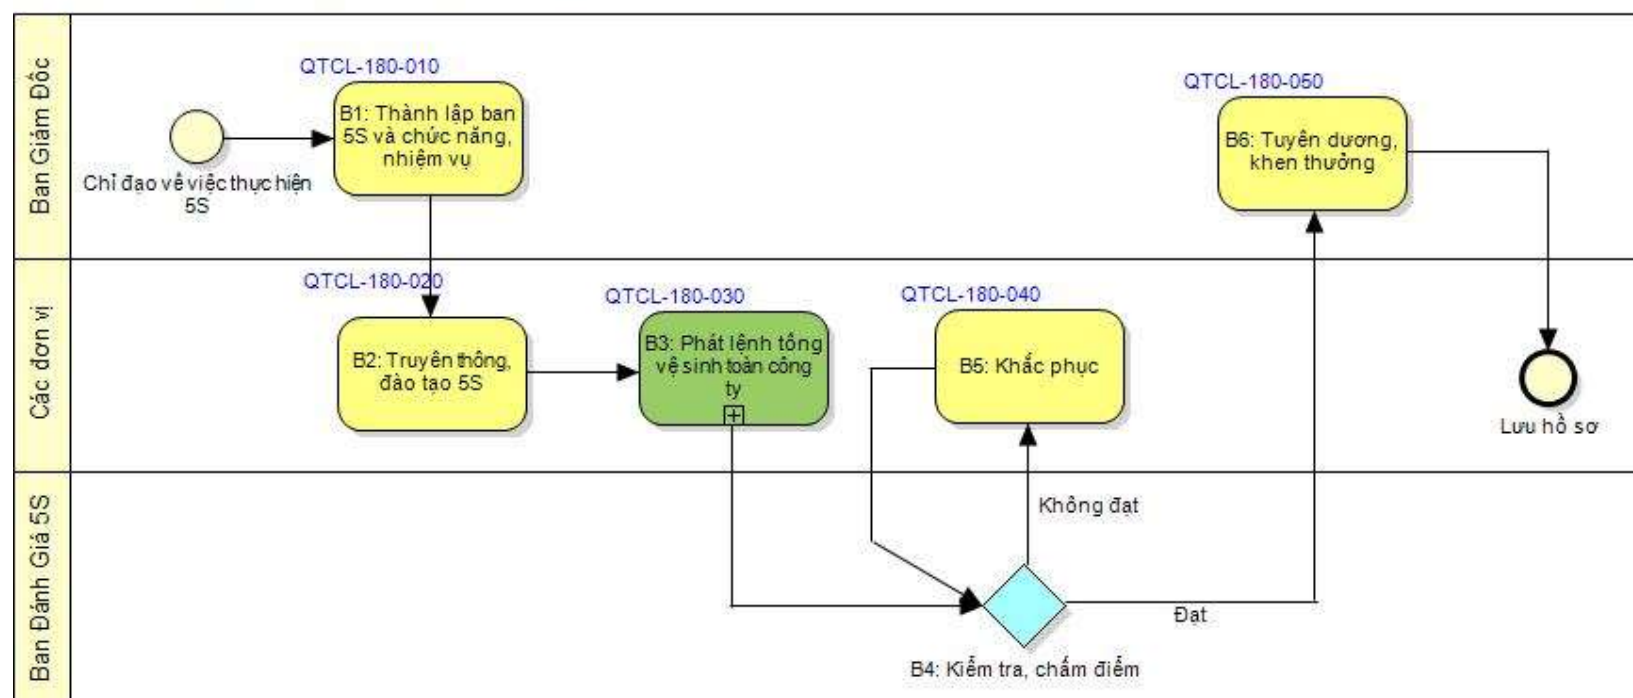 Ban Giám Đốc
QTCL-180-010
B1: Thành lập ban
5S và chức năng,
nhiệm vụ
Chỉ đạo về việc thực hiện
5S
QTCL-180-050
B6: Tuyên dương,
khen thưởng
Các đơn vị
QTCL-180-020
B2: Truyên thông,
đào tạo 5S
QTCL-180-030
B3: Phát lệnh tổng
vệ sinh toàn công
ty
QTCL-180-040
B5: Khắc phục
Lưu hồ sơ
Ban Đánh Giá 5S
Không đạt
Đạt
B4: Kiểm tra, chấm điểm